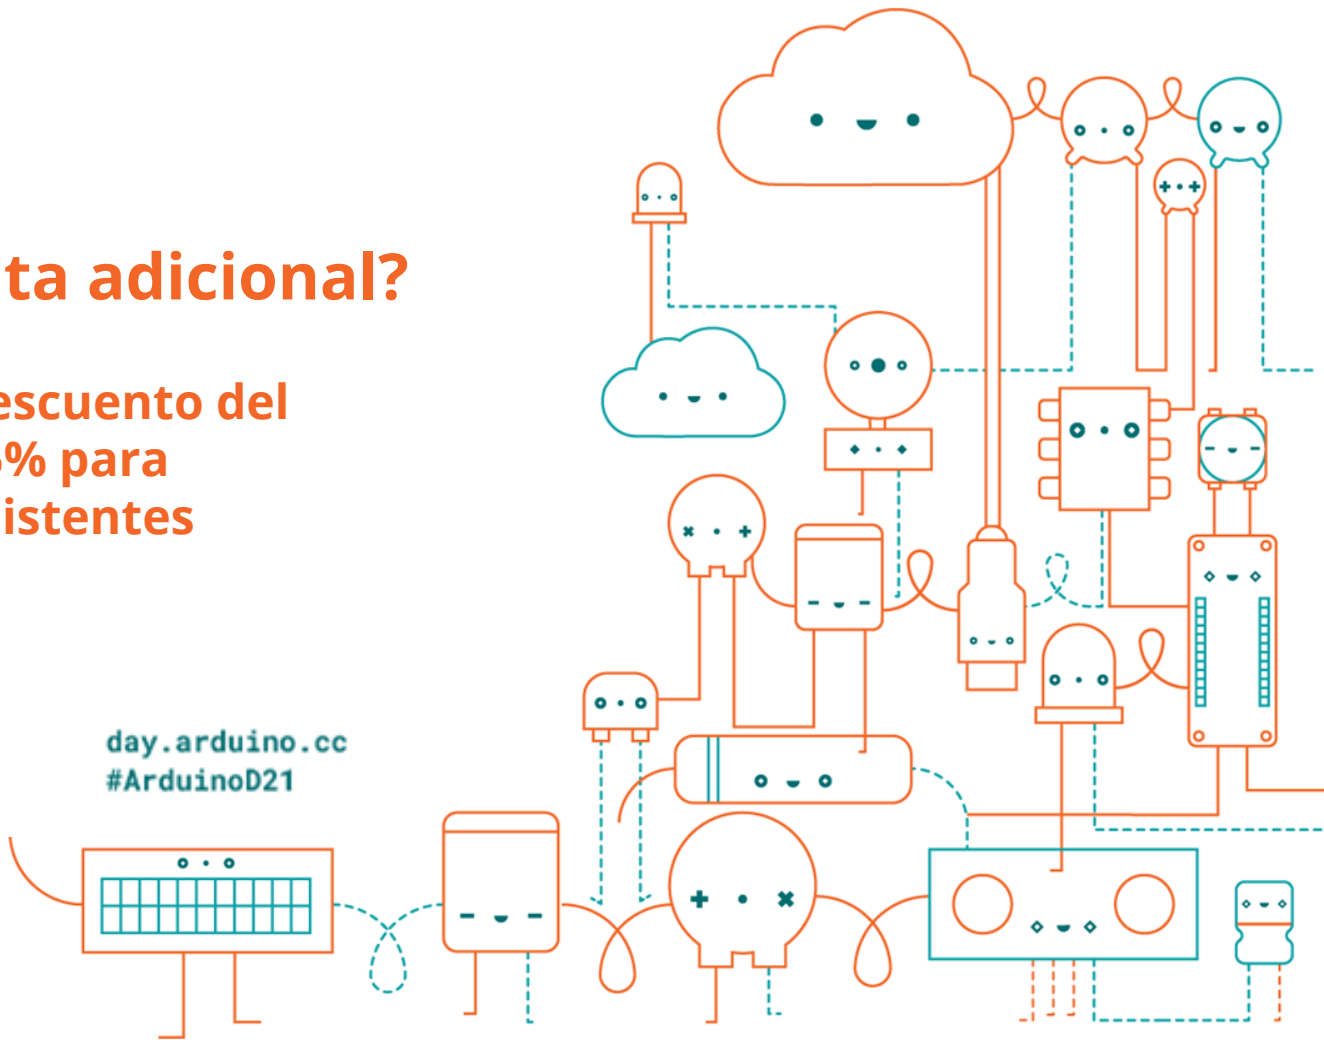 ta adicional?
escuento del
% para
istentes
day.arduino.cc
#ArduinoD21